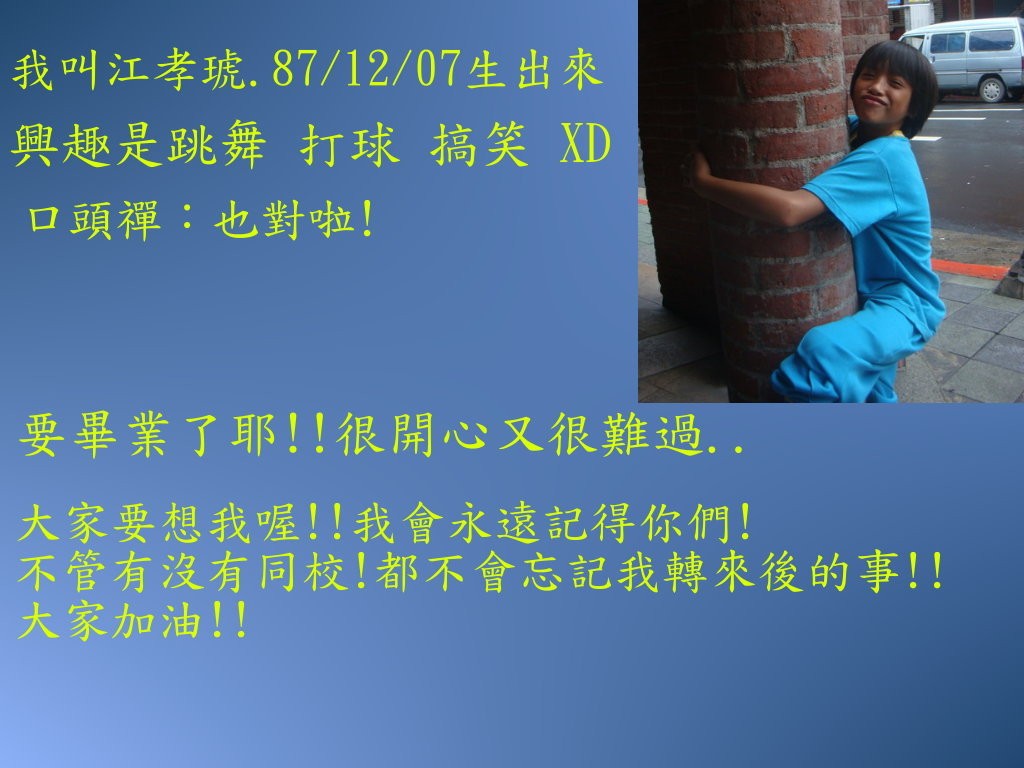 我叫江孝琥.87/12/07生出來
興趣是跳舞 打球 搞笑 XD
口頭禪：也對啦!
要畢業了耶!!很開心又很難過..
大家要想我喔!!我會永遠記得你們!
不管有沒有同校!都不會忘記我轉來後的事!!
大家加油!!